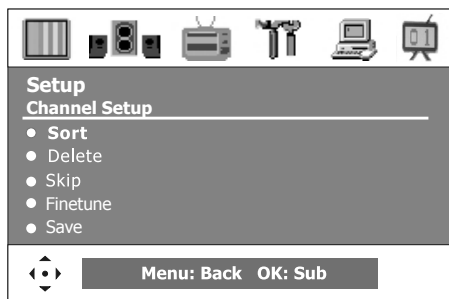 01
Setup
Channel Setup
Sort
Delete
Skip
Finetune
Save
Menu: Back OK: Sub